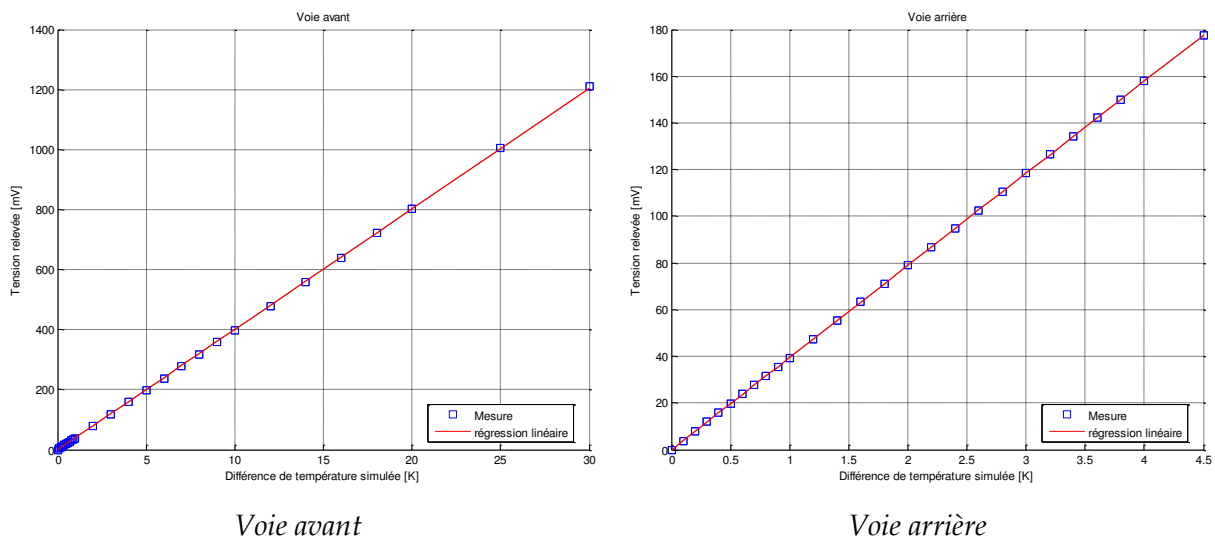 Voie avant
1400
1200
1000
800
600
400
200
0
0 5 10 15 20 25 30
Tension relevée [mV]
Différence de température simulée [K]
Mesure
régression linéaire
Voie arrière
180
160
140
120
100
80
60
40
20
0
0 0.5 1 1.5 2 2.5 3 3.5 4 4.5
Tension relevée [mV]
Différence de température simulée [K]
Mesure
régression linéaire
Voie avant
Voie arrière